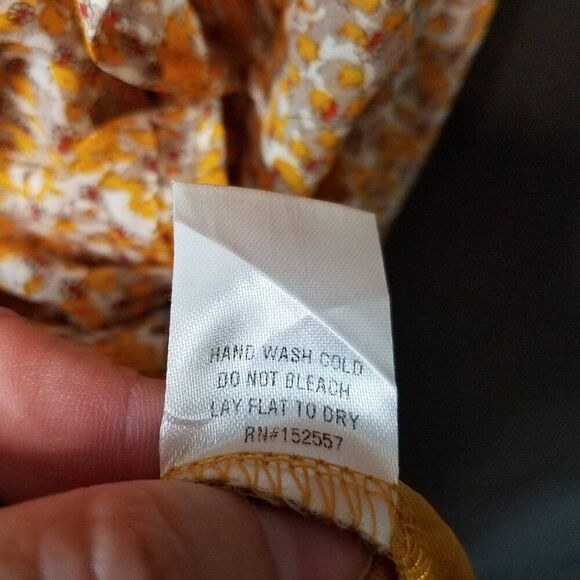 HAND WASH COLD
DO NOT BLEACH
LAY FLAT TO DRY
RN#152557